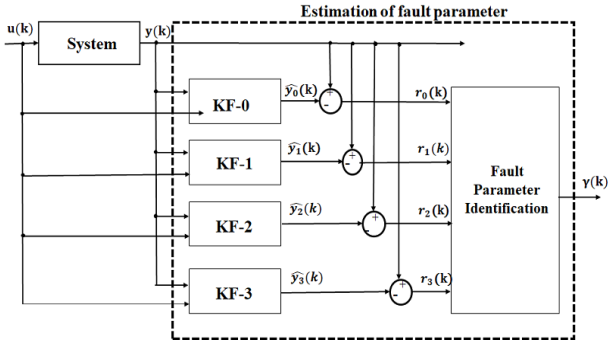 Estimation of fault parameter
u(k)
System
y(k)
KF-0
ŷ₀(k)
+
-
r₀(k)
KF-1
ŷ₁(k)
+
-
r₁(k)
KF-2
ŷ₂(k)
+
-
r₂(k)
KF-3
ŷ₃(k)
+
-
r₃(k)
Fault
Parameter
Identification
γ(k)